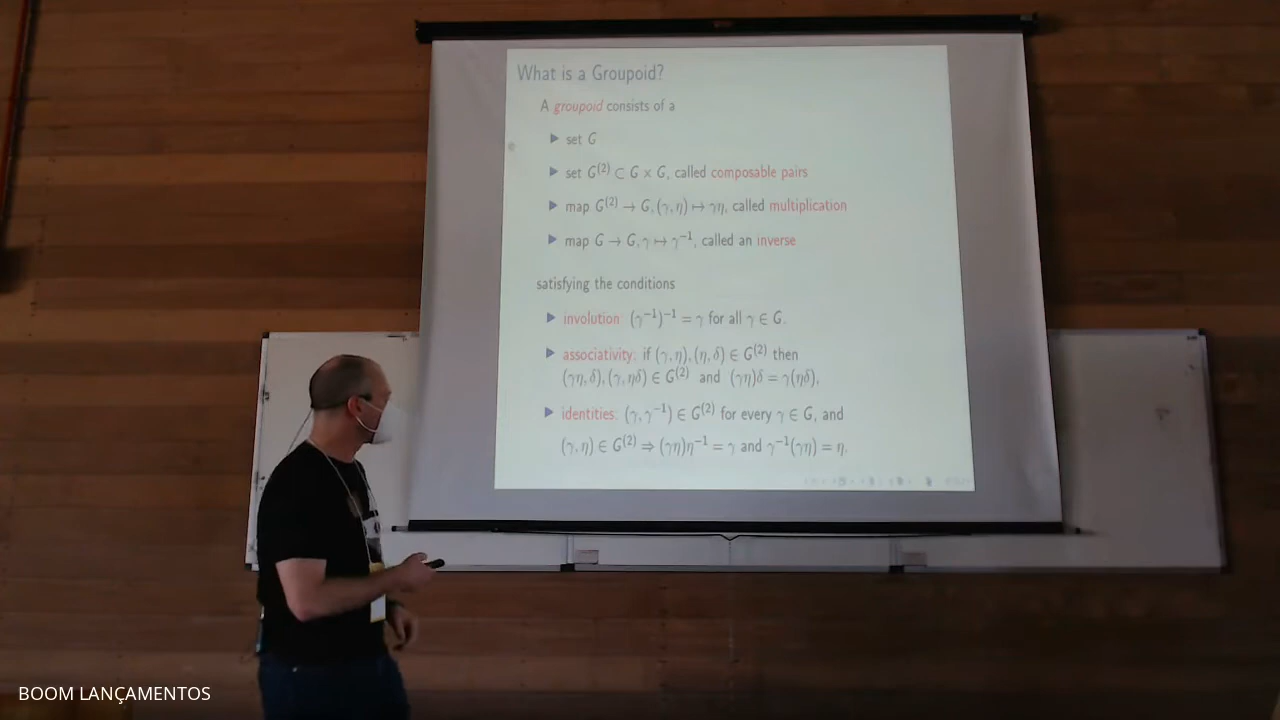 What is a Groupoid?
A groupoid consists of a
▶ set G
▶ set G⁽²⁾ ⊂ G × G, called composable pairs
▶ map G⁽²⁾ → G, (γ, η) ↦ γη, called multiplication
▶ map G → G, γ ↦ γ⁻¹, called an inverse
satisfying the conditions
▶ involution: (γ⁻¹)⁻¹ = γ for all γ ∈ G.
▶ associativity: if (γ, η), (η, δ) ∈ G⁽²⁾ then
(γη, δ), (γ, ηδ) ∈ G⁽²⁾ and (γη)δ = γ(ηδ),
▶ identities: (γ, γ⁻¹) ∈ G⁽²⁾ for every γ ∈ G, and
(γ, η) ∈ G⁽²⁾ ⇒ (γη)η⁻¹ = γ and γ⁻¹(γη) = η.
BOOM LANÇAMENTOS